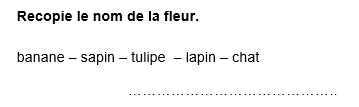 Recopie le nom de la fleur.
banane – sapin – tulipe  – lapin – chat
……………………………………..